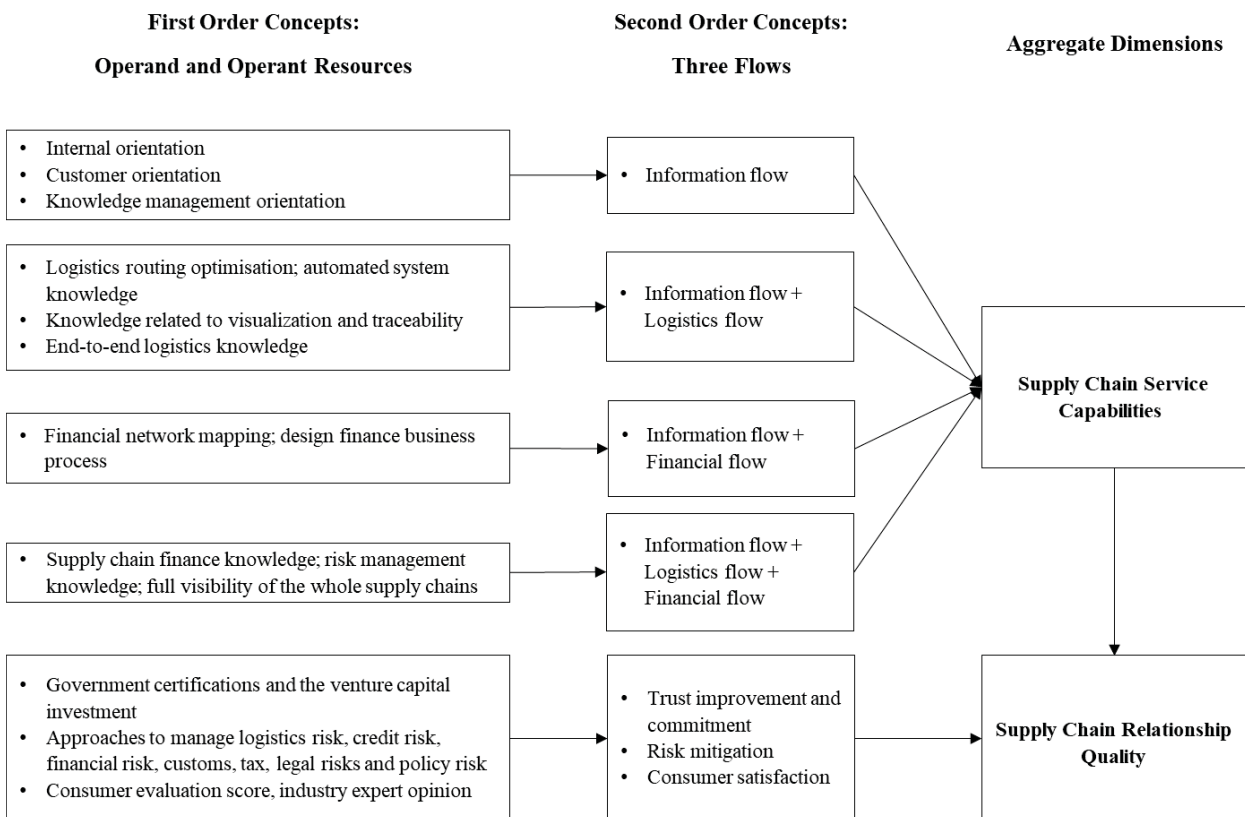 First Order Concepts:
Operand and Operant Resources
Second Order Concepts:
Three Flows
Aggregate Dimensions
• Internal orientation
• Customer orientation
• Knowledge management orientation
• Information flow
• Logistics routing optimisation; automated system
knowledge
• Knowledge related to visualization and traceability
• End-to-end logistics knowledge
• Information flow +
Logistics flow
Supply Chain Service
Capabilities
• Financial network mapping; design finance business
process
• Information flow +
Financial flow
• Supply chain finance knowledge; risk management
knowledge; full visibility of the whole supply chains
• Information flow +
Logistics flow +
Financial flow
• Government certifications and the venture capital
investment
• Approaches to manage logistics risk, credit risk,
financial risk, customs, tax, legal risks and policy risk
• Consumer evaluation score, industry expert opinion
• Trust improvement and
commitment
• Risk mitigation
• Consumer satisfaction
Supply Chain Relationship
Quality